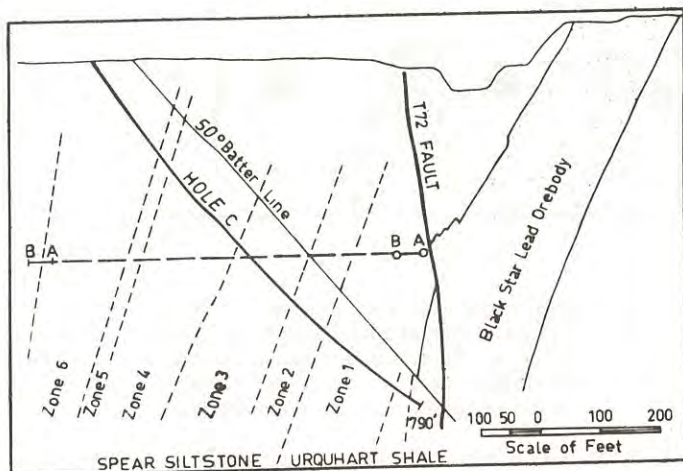 50° Batter Line
HOLE C
T72 FAULT
Black Star Lead Orebody
B A
B A
Zone 6
Zone 5
Zone 4
Zone 3
Zone 2
Zone 1
790'
SPEAR SILTSTONE / URQUHART SHALE
100 50 0 100 200
Scale of Feet